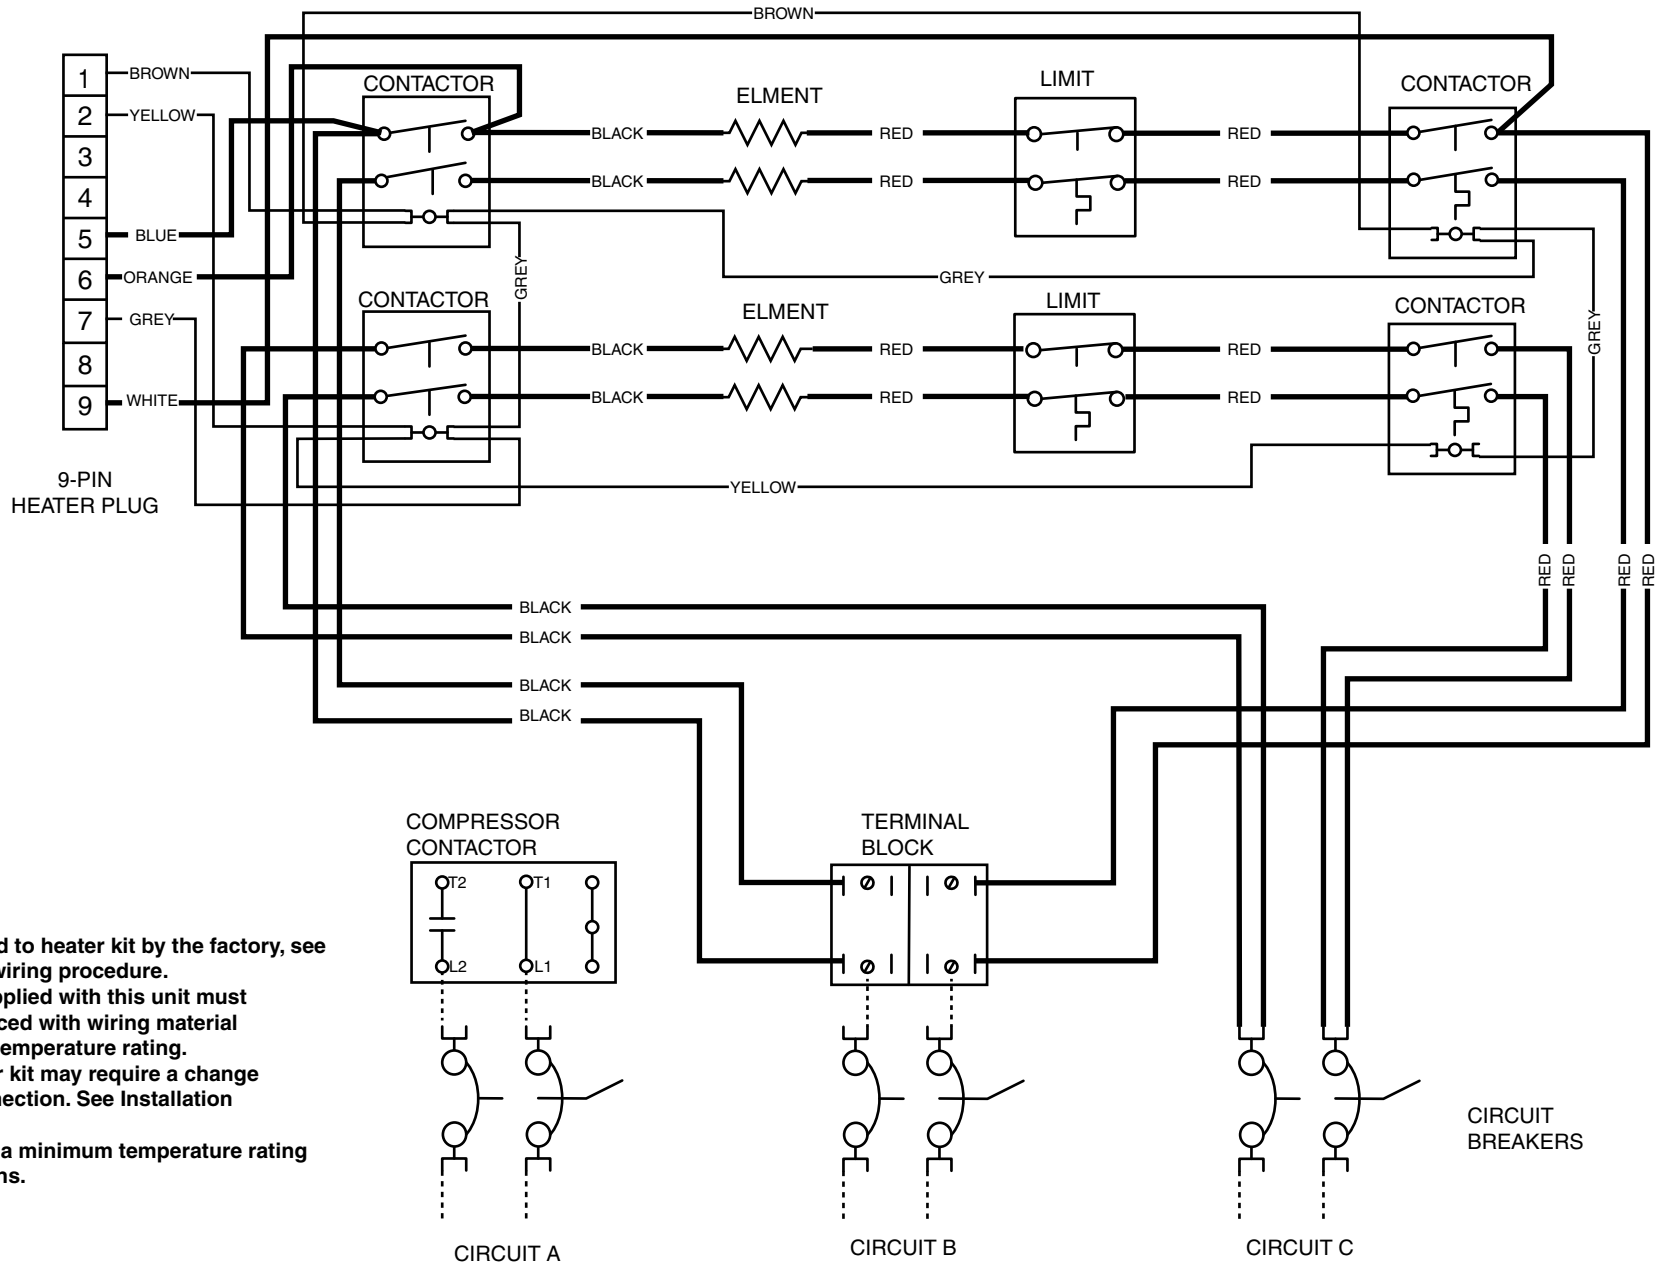 BROWN
1
BROWN
CONTACTOR
LIMIT
CONTACTOR
ELMENT
2
YELLOW
BLACK
RED
RED
3
BLACK
RED
RED
4
5
BLUE
GREY
6
ORANGE
GREY
CONTACTOR
ELMENT
LIMIT
CONTACTOR
7
GREY
GREY
BLACK
RED
RED
8
9
WHITE
BLACK
RED
RED
9-PIN
HEATER PLUG
YELLOW
RED
RED
RED
RED
BLACK
BLACK
BLACK
BLACK
COMPRESSOR
CONTACTOR
TERMINAL
BLOCK
T2
T1
L2
L1
d to heater kit by the factory, see
wiring procedure.
pplied with this unit must
ced with wiring material
temperature rating.
r kit may require a change
nection. See Installation
a minimum temperature rating
ns.
CIRCUIT
BREAKERS
CIRCUIT A
CIRCUIT B
CIRCUIT C